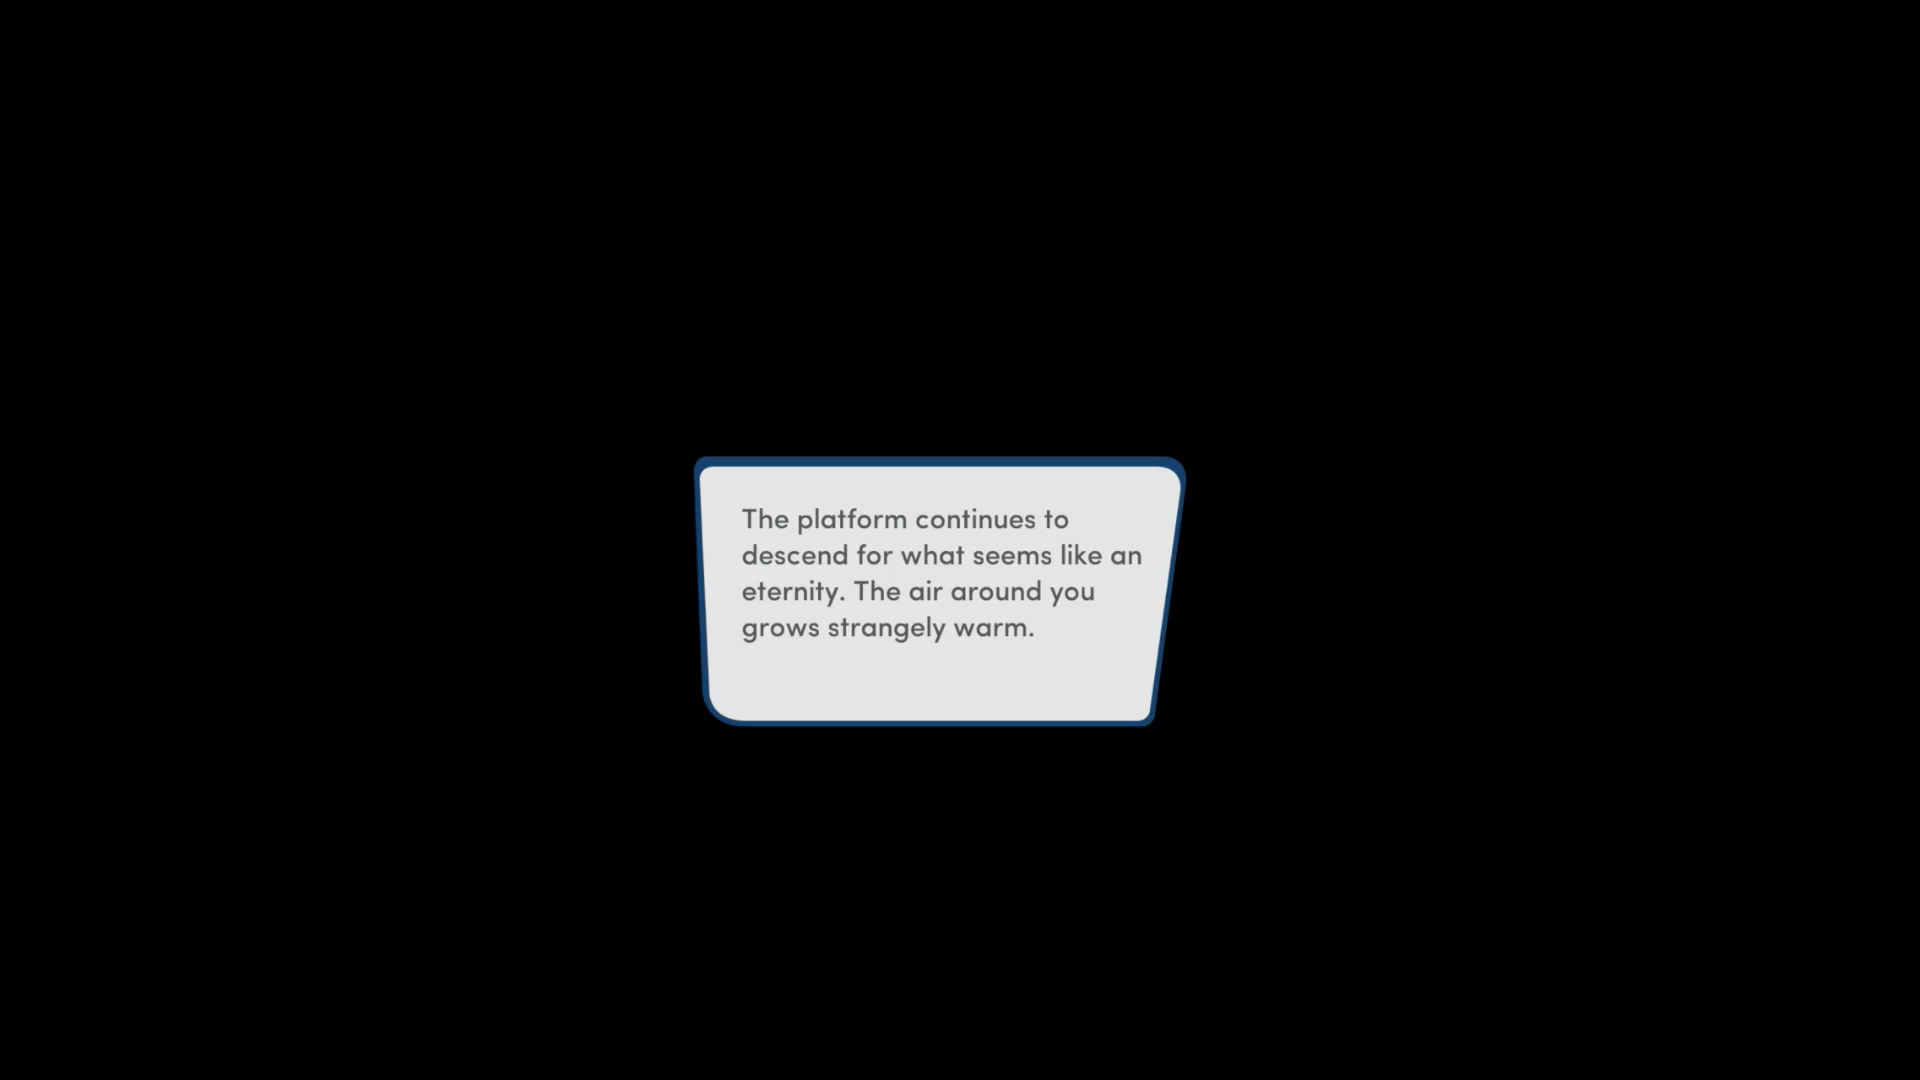 The platform continues to
descend for what seems like an
eternity. The air around you
grows strangely warm.